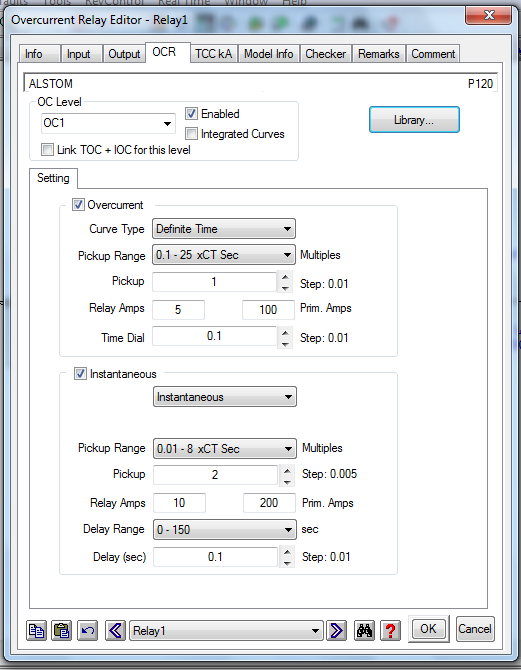 Overcurrent Relay Editor - Relay1
Info Input Output OCR TCC kA Model Info Checker Remarks Comment
ALSTOM P120
OC Level
OC1
Enabled
Integrated Curves
Link TOC + IOC for this level
Library...
Setting
Overcurrent
Curve Type Definite Time
Pickup Range 0.1 - 25 xCT Sec Multiples
Pickup 1 Step: 0.01
Relay Amps 5 100 Prim. Amps
Time Dial 0.1 Step: 0.01
Instantaneous
Instantaneous
Pickup Range 0.01 - 8 xCT Sec Multiples
Pickup 2 Step: 0.005
Relay Amps 10 200 Prim. Amps
Delay Range 0 - 150 sec
Delay (sec) 0.1 Step: 0.01
Relay1 ? OK Cancel